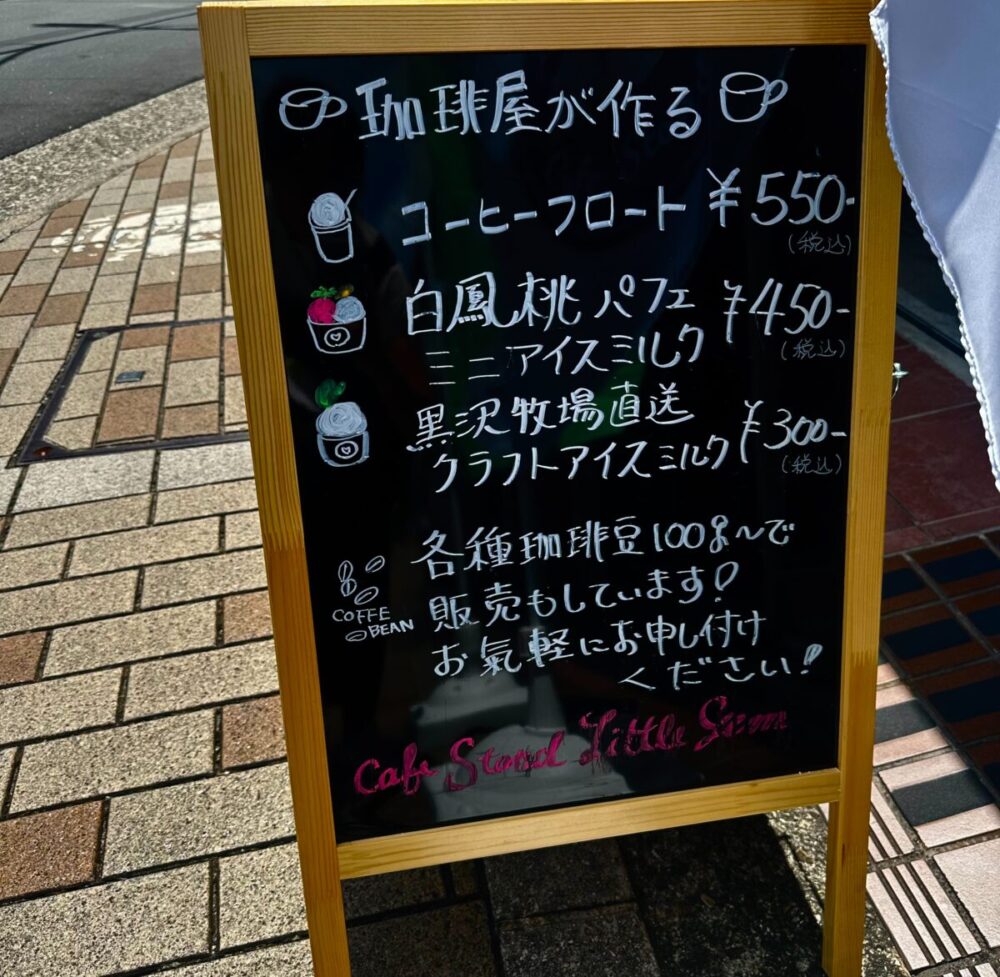 珈琲屋が作る
コーヒーフロート ¥550-
(税込)
白鳳桃パフェ ¥450-
(税込)
ミニアイスミルク
黒沢牧場直送
クラフトアイスミルク ¥300-
(税込)
各種珈琲豆100g〜で
販売もしています!
お氣軽にお申し付け
ください!
COFFE
BEAN
Cafe Stand Little